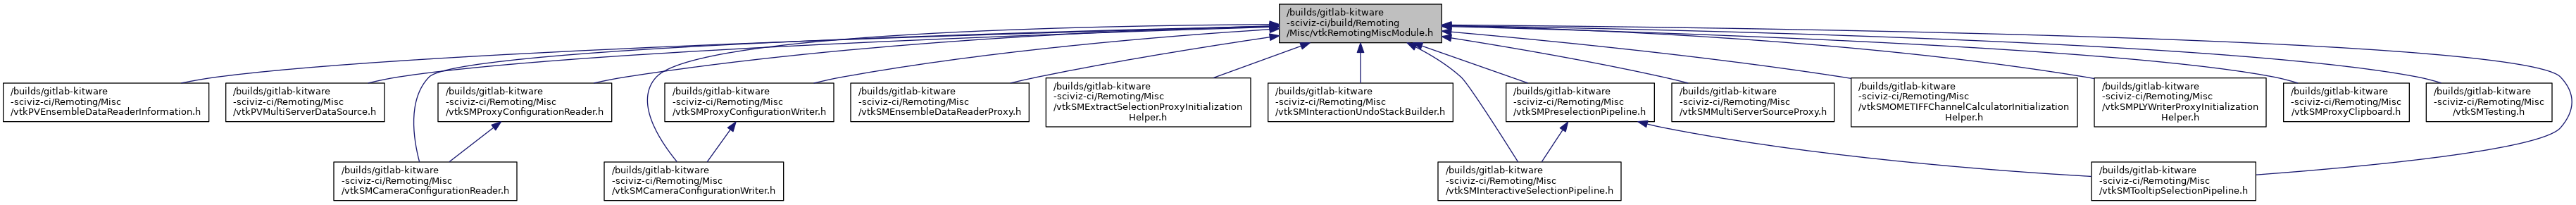 /builds/gitlab-kitware
-sciviz-ci/build/Remoting
/Misc/vtkRemotingMiscModule.h
/builds/gitlab-kitware
-sciviz-ci/Remoting/Misc
/vtkPVEnsembleDataReaderInformation.h
/builds/gitlab-kitware
-sciviz-ci/Remoting/Misc
/vtkPVMultiServerDataSource.h
/builds/gitlab-kitware
-sciviz-ci/Remoting/Misc
/vtkSMProxyConfigurationReader.h
/builds/gitlab-kitware
-sciviz-ci/Remoting/Misc
/vtkSMProxyConfigurationWriter.h
/builds/gitlab-kitware
-sciviz-ci/Remoting/Misc
/vtkSMEnsembleDataReaderProxy.h
/builds/gitlab-kitware
-sciviz-ci/Remoting/Misc
/vtkSMExtractSelectionProxyInitialization
Helper.h
/builds/gitlab-kitware
-sciviz-ci/Remoting/Misc
/vtkSMInteractionUndoStackBuilder.h
/builds/gitlab-kitware
-sciviz-ci/Remoting/Misc
/vtkSMPreselectionPipeline.h
/builds/gitlab-kitware
-sciviz-ci/Remoting/Misc
/vtkSMMultiServerSourceProxy.h
/builds/gitlab-kitware
-sciviz-ci/Remoting/Misc
/vtkSMOMETIFFChannelCalculatorInitialization
Helper.h
/builds/gitlab-kitware
-sciviz-ci/Remoting/Misc
/vtkSMPLYWriterProxyInitialization
Helper.h
/builds/gitlab-kitware
-sciviz-ci/Remoting/Misc
/vtkSMProxyClipboard.h
/builds/gitlab-kitware
-sciviz-ci/Remoting/Misc
/vtkSMTesting.h
/builds/gitlab-kitware
-sciviz-ci/Remoting/Misc
/vtkSMCameraConfigurationReader.h
/builds/gitlab-kitware
-sciviz-ci/Remoting/Misc
/vtkSMCameraConfigurationWriter.h
/builds/gitlab-kitware
-sciviz-ci/Remoting/Misc
/vtkSMInteractiveSelectionPipeline.h
/builds/gitlab-kitware
-sciviz-ci/Remoting/Misc
/vtkSMTooltipSelectionPipeline.h